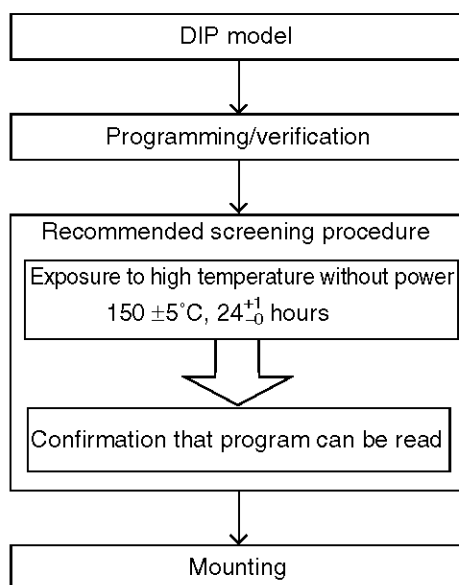 DIP model
Programming/verification
Recommended screening procedure
Exposure to high temperature without power
150 ±5°C, 24 +1 −0 hours
Confirmation that program can be read
Mounting